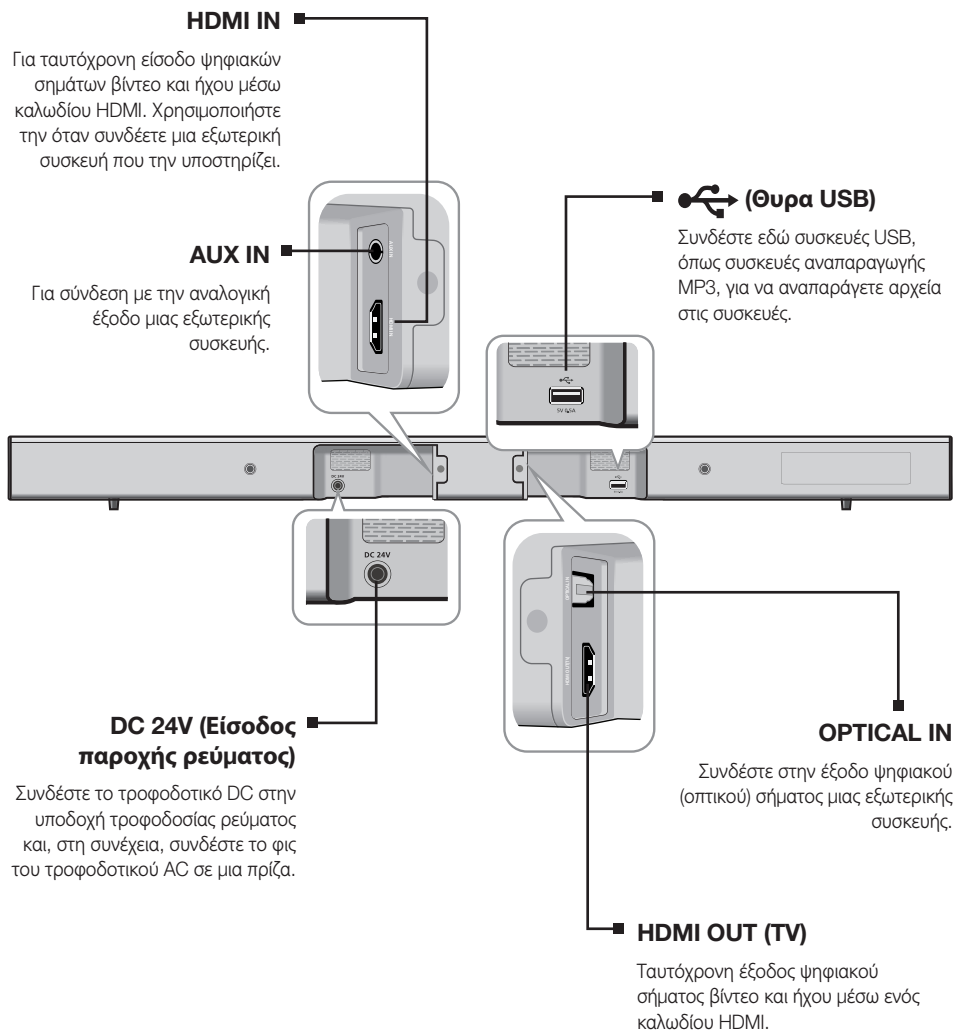 HDMI IN
Για ταυτόχρονη είσοδο ψηφιακών
σημάτων βίντεο και ήχου μέσω
καλωδίου HDMI. Χρησιμοποιήστε
την όταν συνδέετε μια εξωτερική
συσκευή που την υποστηρίζει.
AUX IN
Για σύνδεση με την αναλογική
έξοδο μιας εξωτερικής
συσκευής.
(Θυρα USB)
Συνδέστε εδώ συσκευές USB,
όπως συσκευές αναπαραγωγής
MP3, για να αναπαράγετε αρχεία
στις συσκευές.
5V 0.5A
DC 24V
DC 24V
DC 24V (Είσοδος
παροχής ρεύματος)
Συνδέστε το τροφοδοτικό DC στην
υποδοχή τροφοδοσίας ρεύματος
και, στη συνέχεια, συνδέστε το φις
του τροφοδοτικού AC σε μια πρίζα.
OPTICAL IN
Συνδέστε στην έξοδο ψηφιακού
(οπτικού) σήματος μιας εξωτερικής
συσκευής.
HDMI OUT (TV)
Ταυτόχρονη έξοδος ψηφιακού
σήματος βίντεο και ήχου μέσω ενός
καλωδίου HDMI.